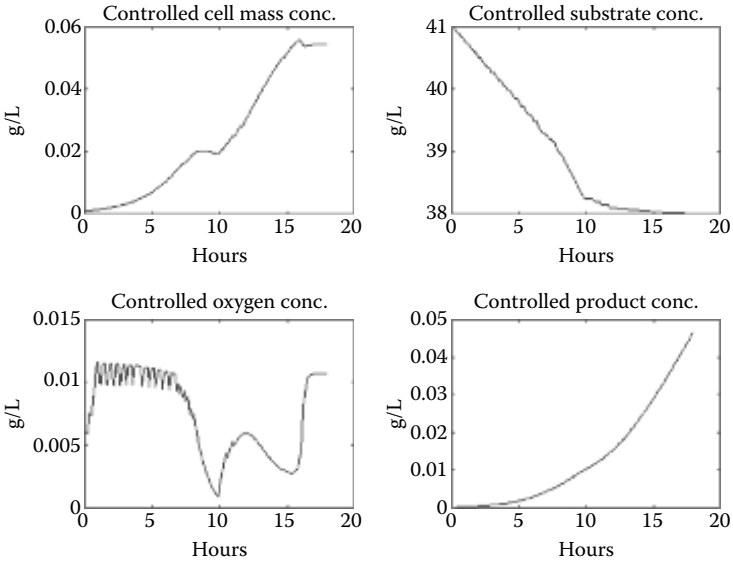 Controlled cell mass conc.
0.06
0.04
0.02
0
g/L
0 5 10 15 20
Hours
Controlled substrate conc.
41
40
39
38
g/L
0 5 10 15 20
Hours
Controlled oxygen conc.
0.015
0.01
0.005
0
g/L
0 5 10 15 20
Hours
Controlled product conc.
0.05
0.04
0.03
0.02
0.01
0
g/L
0 5 10 15 20
Hours